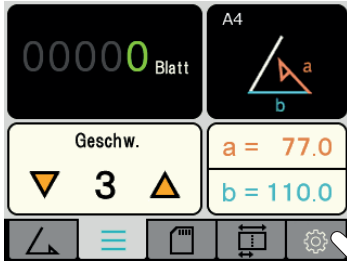 00000 Blatt
A4
a
b
Geschw.
3
a = 77.0
b = 110.0